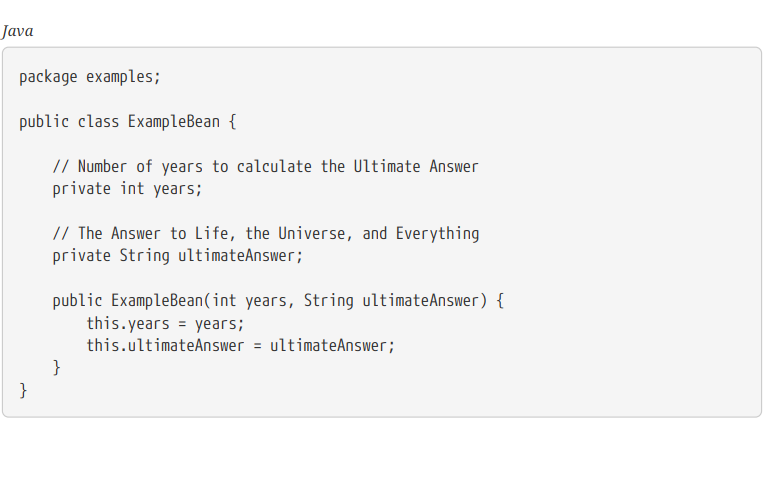 Java
package examples;
public class ExampleBean {
// Number of years to calculate the Ultimate Answer
private int years;
// The Answer to Life, the Universe, and Everything
private String ultimateAnswer;
public ExampleBean(int years, String ultimateAnswer) {
this.years = years;
this.ultimateAnswer = ultimateAnswer;
}
}